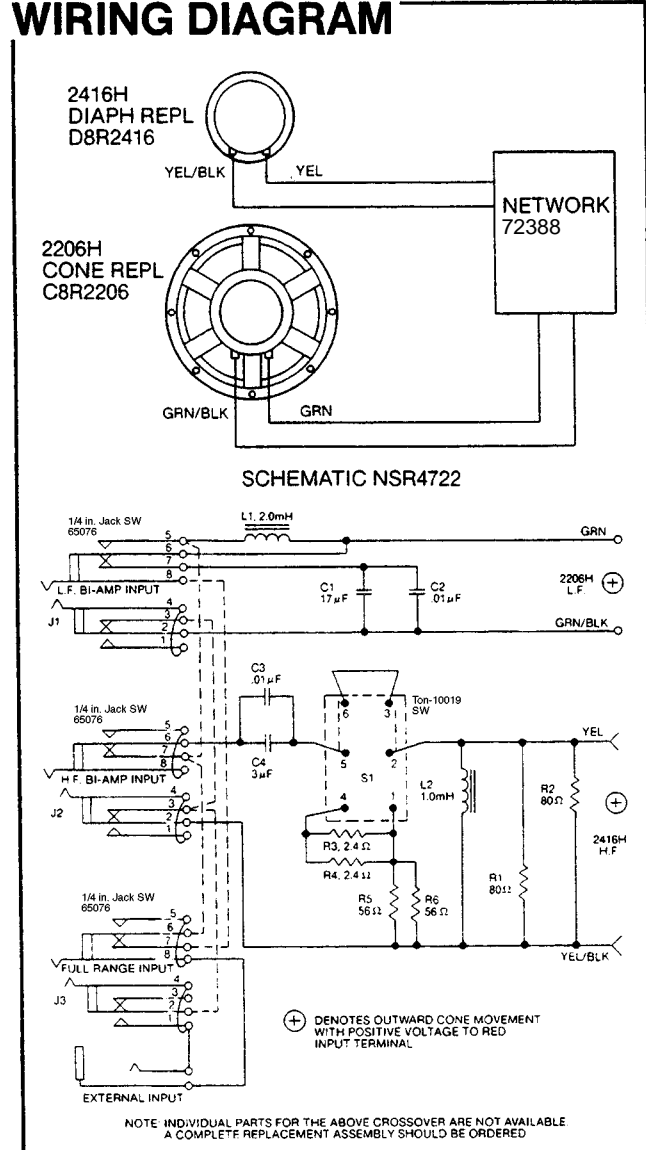 WIRING DIAGRAM
2416H
DIAPH REPL
D8R2416
YEL/BLK
YEL
NETWORK
72388
2206H
CONE REPL
C8R2206
GRN/BLK
GRN
SCHEMATIC NSR4722
1/4 in. Jack SW
65076
5
6
7
8
L.F. BI-AMP INPUT
L1, 2.0mH
GRN
C1
17µF
C2
.01µF
2206H
L.F.
+
GRN/BLK
J1
4
3
2
1
C3
.01µF
C4
3µF
6
3
5
2
S1
4
1
Ton-10019
SW
1/4 in. Jack SW
65076
5
6
7
8
H.F. BI-AMP INPUT
J2
4
3
2
1
YEL
L2
1.0mH
R2
80Ω
+
2416H
H.F
R3, 2.4Ω
R4, 2.4Ω
R1
80Ω
R5
56Ω
R6
56Ω
YEL/BLK
1/4 in. Jack SW
65076
5
6
7
8
FULL RANGE INPUT
J3
4
3
2
1
EXTERNAL INPUT
+ DENOTES OUTWARD CONE MOVEMENT
WITH POSITIVE VOLTAGE TO RED
INPUT TERMINAL
NOTE: INDIVIDUAL PARTS FOR THE ABOVE CROSSOVER ARE NOT AVAILABLE.
A COMPLETE REPLACEMENT ASSEMBLY SHOULD BE ORDERED